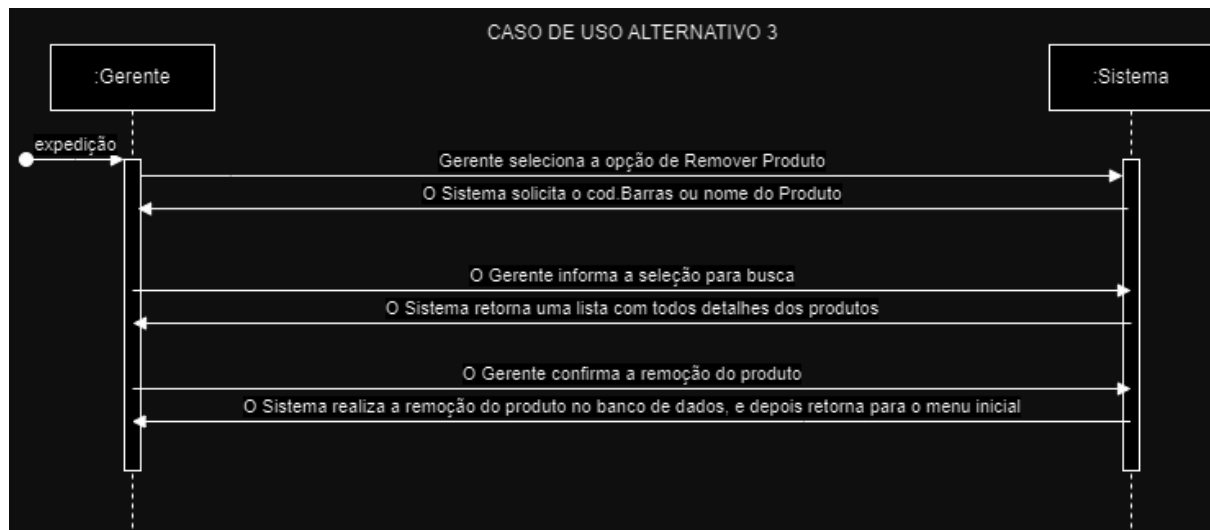 CASO DE USO ALTERNATIVO 3
:Gerente
:Sistema
expedição
Gerente seleciona a opção de Remover Produto
O Sistema solicita o cod.Barras ou nome do Produto
O Gerente informa a seleção para busca
O Sistema retorna uma lista com todos detalhes dos produtos
O Gerente confirma a remoção do produto
O Sistema realiza a remoção do produto no banco de dados, e depois retorna para o menu inicial